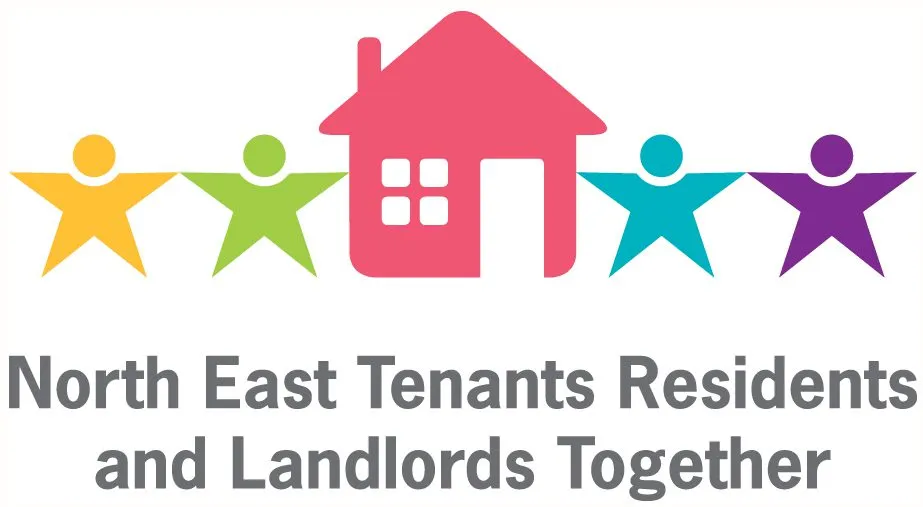 North East Tenants Residents
and Landlords Together